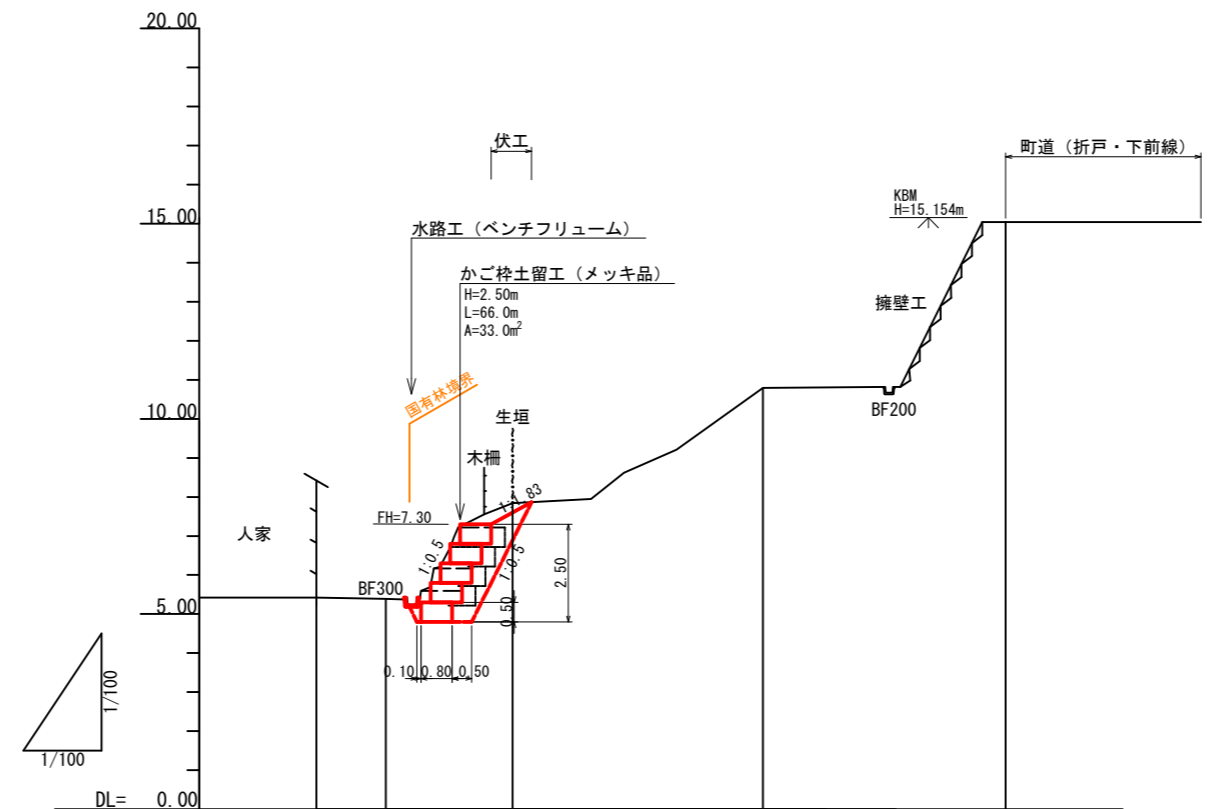 20.00
伏工
町道（折戸・下前線）
KBM
H=15.154m
15.00
水路工（ベンチフリューム）
かご枠土留工（メッキ品）
H=2.50m
L=66.0m
A=33.0m²
擁壁工
国有林境界
10.00
BF200
生垣
木柵
1:1.83
FH=7.30
人家
1:0.5
1:0.5
2.50
BF300
0.50
5.00
0.10
0.80
0.50
1/100
1/100
DL= 0.00